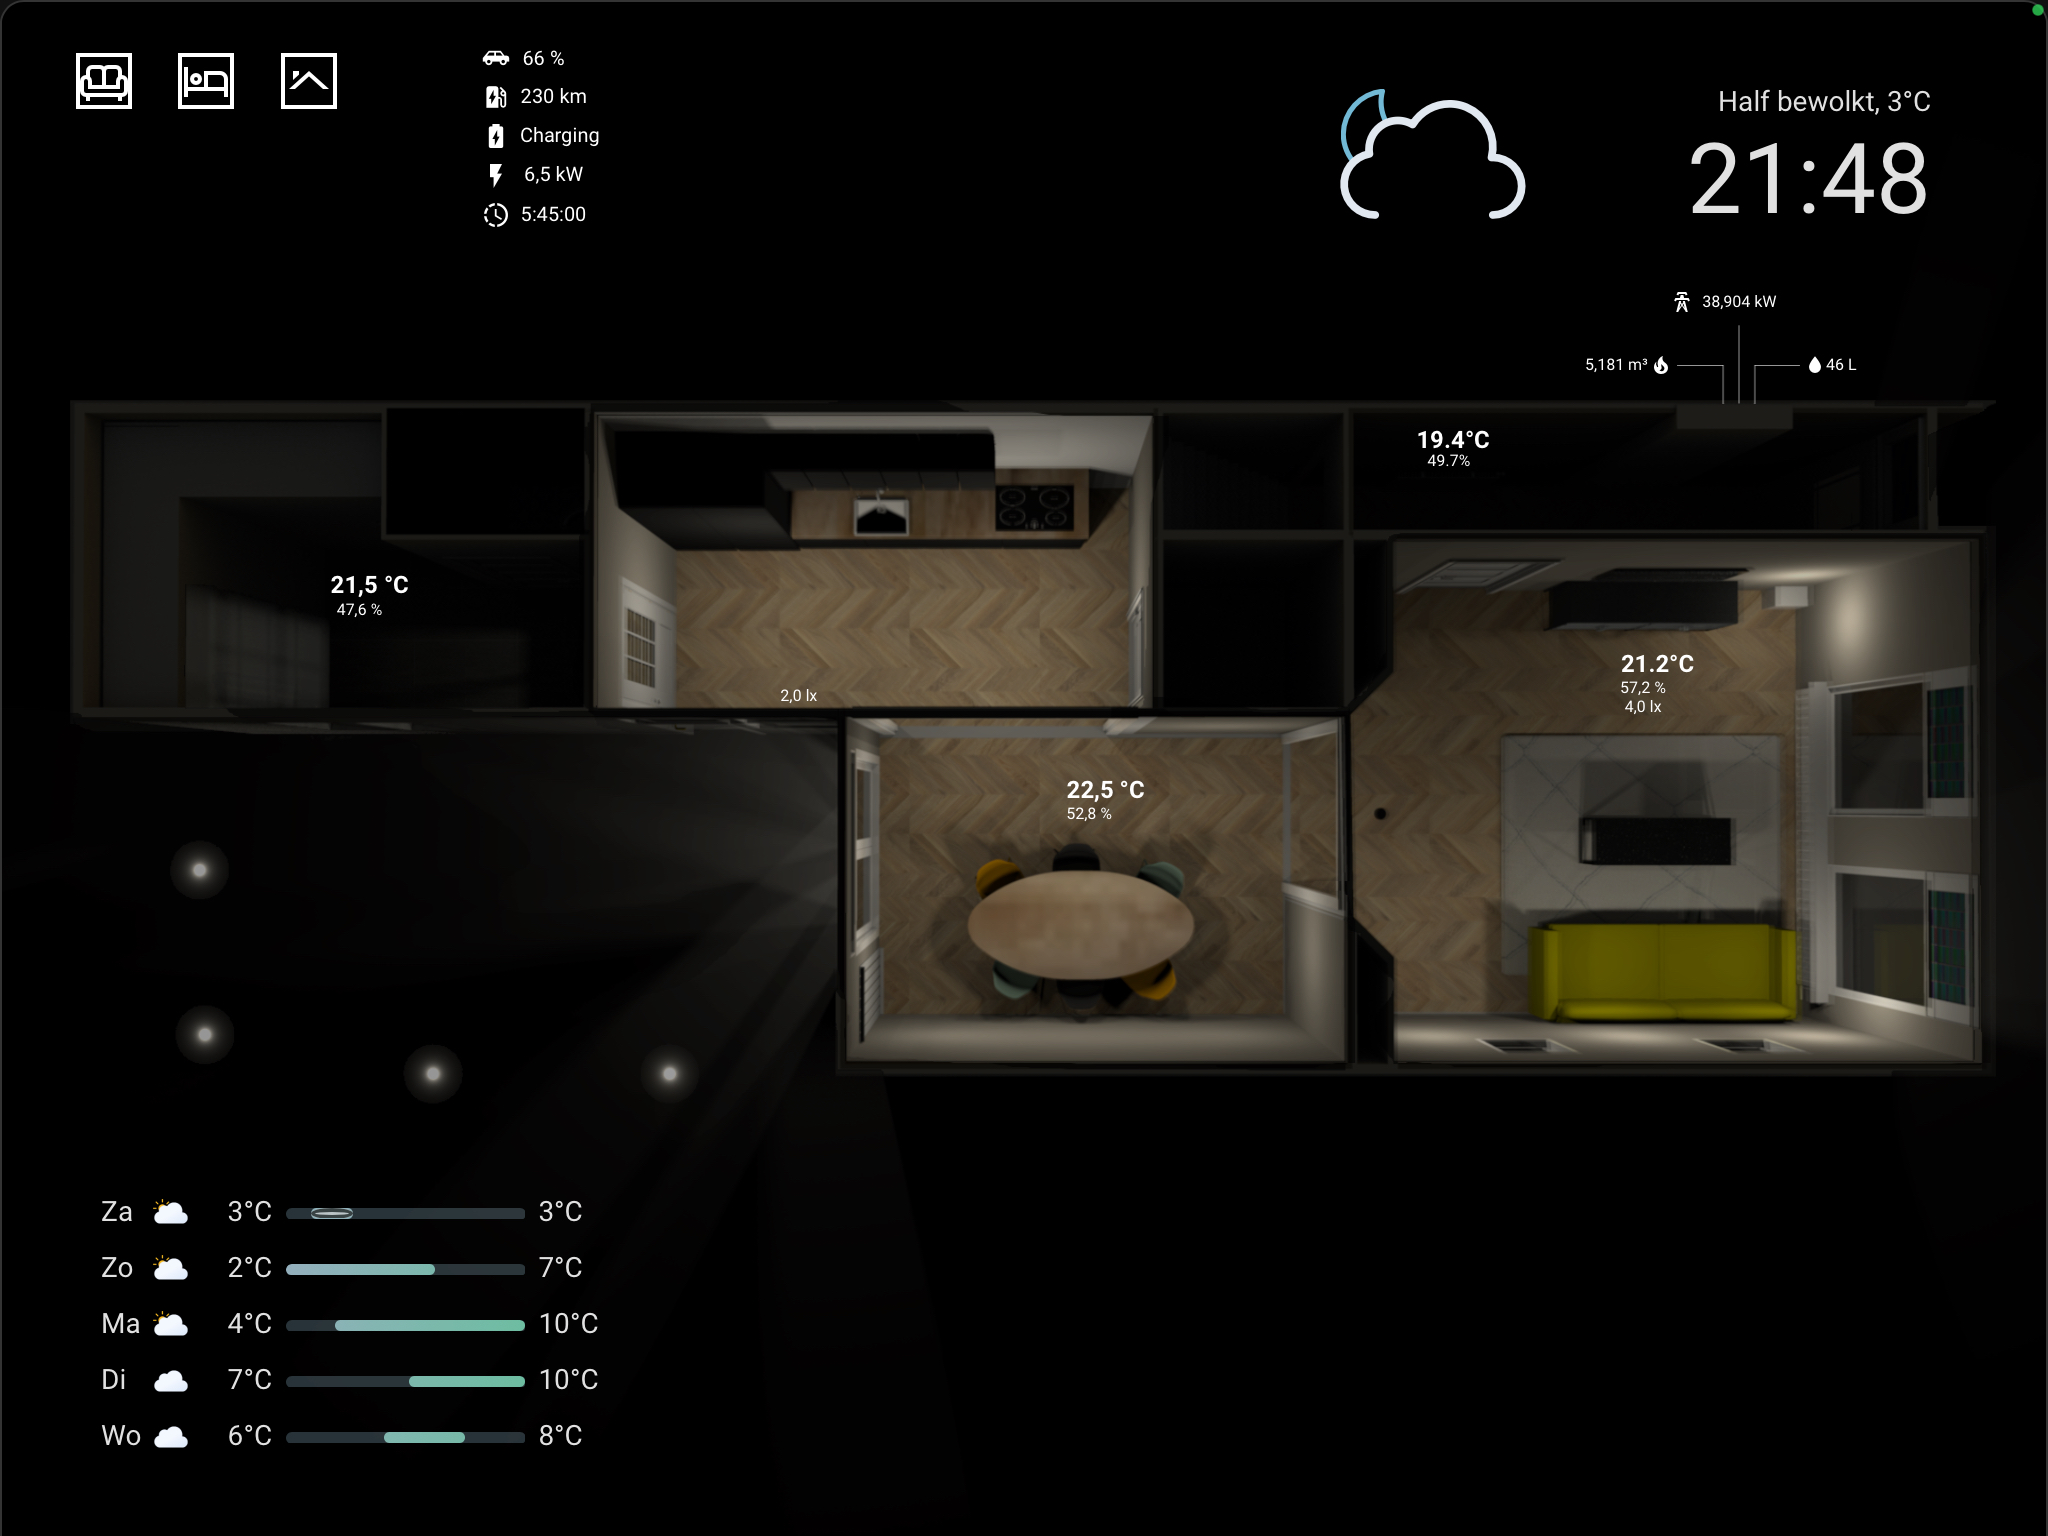 66 %
230 km
Charging
6,5 kW
5:45:00
Half bewolkt, 3°C
21:48
38,904 kW
5,181 m³
46 L
19.4°C
49.7%
21,5 °C
47,6 %
2,0 lx
21.2°C
57,2 %
4,0 lx
22,5 °C
52,8 %
Za 3°C 3°C
Zo 2°C 7°C
Ma 4°C 10°C
Di 7°C 10°C
Wo 6°C 8°C